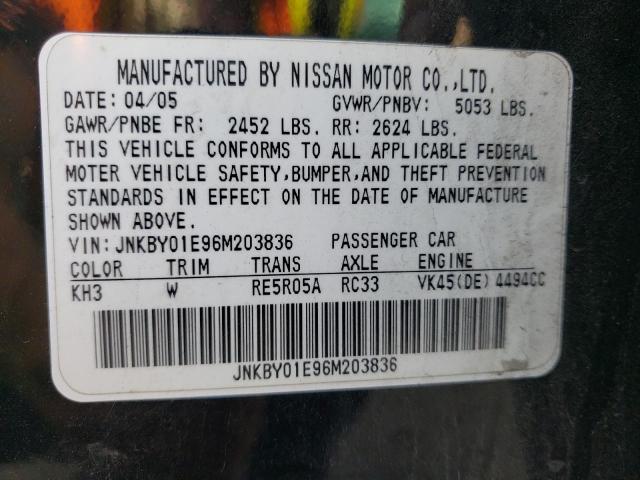 MANUFACTURED BY NISSAN MOTOR CO.,LTD.
DATE: 04/05 GVWR/PNBV: 5053 LBS.
GAWR/PNBE FR: 2452 LBS. RR: 2624 LBS.
THIS VEHICLE CONFORMS TO ALL APPLICABLE FEDERAL
MOTER VEHICLE SAFETY,BUMPER,AND THEFT PREVENTION
STANDARDS IN EFFECT ON THE DATE OF MANUFACTURE
SHOWN ABOVE.
VIN: JNKBY01E96M203836 PASSENGER CAR
COLOR TRIM TRANS AXLE ENGINE
KH3 W RE5R05A RC33 VK45(DE) 4494CC
JNKBY01E96M203836